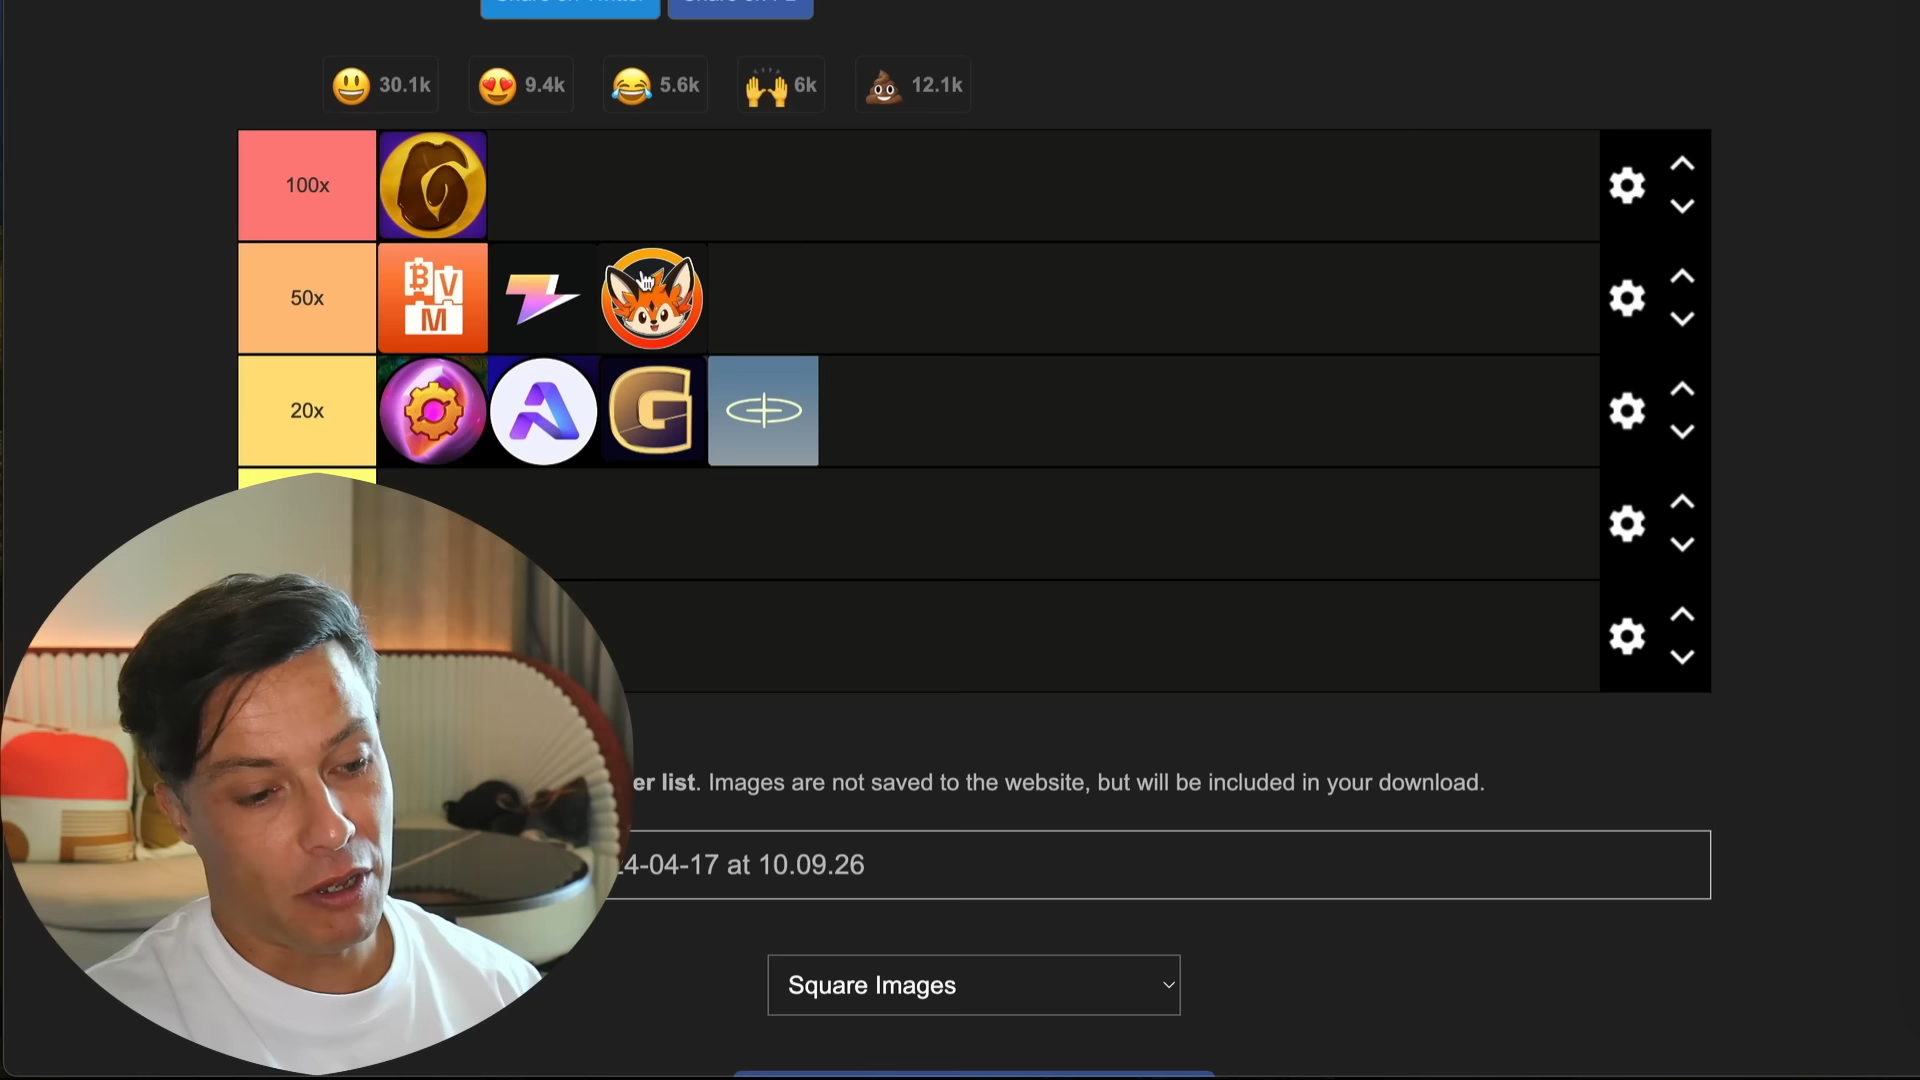 30.1k
9.4k
5.6k
6k
12.1k
100x
50x
B V
M
20x
G
er list. Images are not saved to the website, but will be included in your download.
4-04-17 at 10.09.26
Square Images